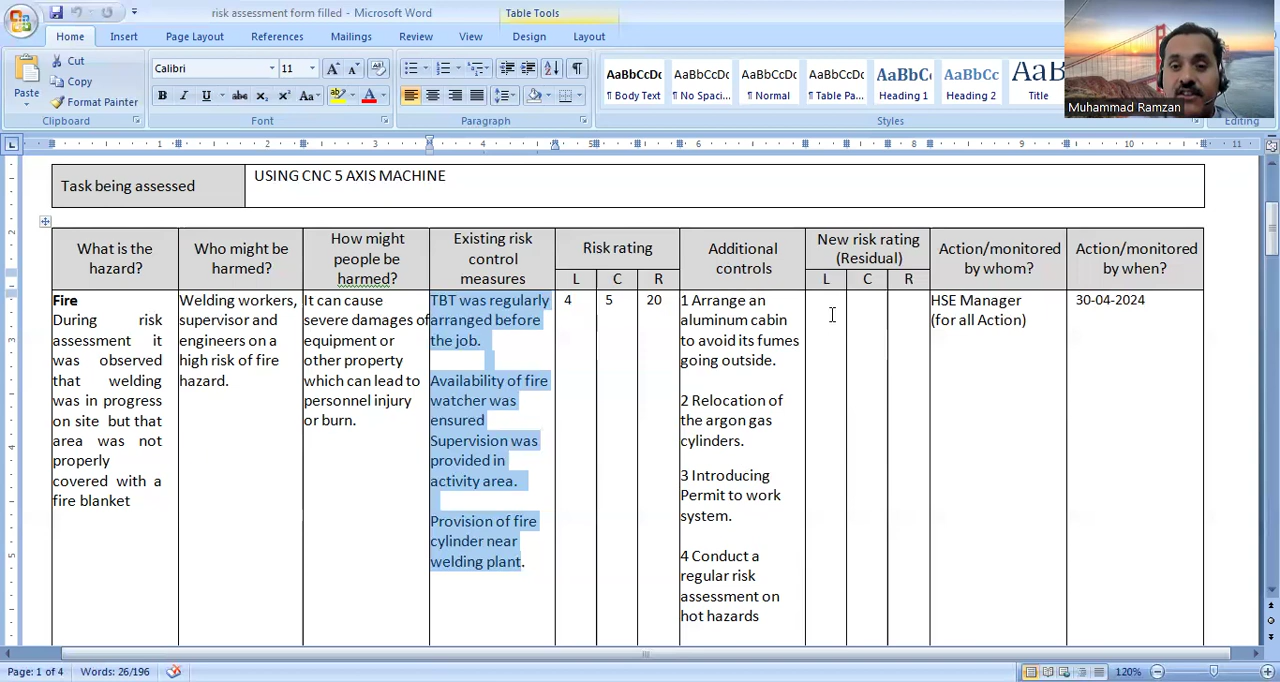 risk assessment form filled - Microsoft Word
Table Tools
Home Insert Page Layout References Mailings Review View Design Layout
Paste
Cut
Copy
Format Painter
Clipboard
Calibri 11
Font
Paragraph
AaBbCcDc AaBbCcDc AaBbCcDc AaBbCcDc AaBbCc AaBbCc AaB
¶ Body Text ¶ No Spaci... ¶ Normal ¶ Table Pa... Heading 1 Heading 2 Title
Styles
Editing
Muhammad Ramzan
1 2 3 4 5 6 7 8 9 10 11
Task being assessed
USING CNC 5 AXIS MACHINE
What is the
hazard?
Who might be
harmed?
How might
people be
harmed?
Existing risk
control
measures
Risk rating
L C R
Additional
controls
New risk rating
(Residual)
L C R
Action/monitored
by whom?
Action/monitored
by when?
Fire
During risk
assessment it
was observed
that welding
was in progress
on site but that
area was not
properly
covered with a
fire blanket
Welding workers,
supervisor and
engineers on a
high risk of fire
hazard.
It can cause
severe damages of
equipment or
other property
which can lead to
personnel injury
or burn.
TBT was regularly
arranged before
the job.
Availability of fire
watcher was
ensured
Supervision was
provided in
activity area.
Provision of fire
cylinder near
welding plant.
4 5 20
1 Arrange an
aluminum cabin
to avoid its fumes
going outside.
2 Relocation of
the argon gas
cylinders.
3 Introducing
Permit to work
system.
4 Conduct a
regular risk
assessment on
hot hazards
HSE Manager
(for all Action)
30-04-2024
Page: 1 of 4 Words: 26/196
120%